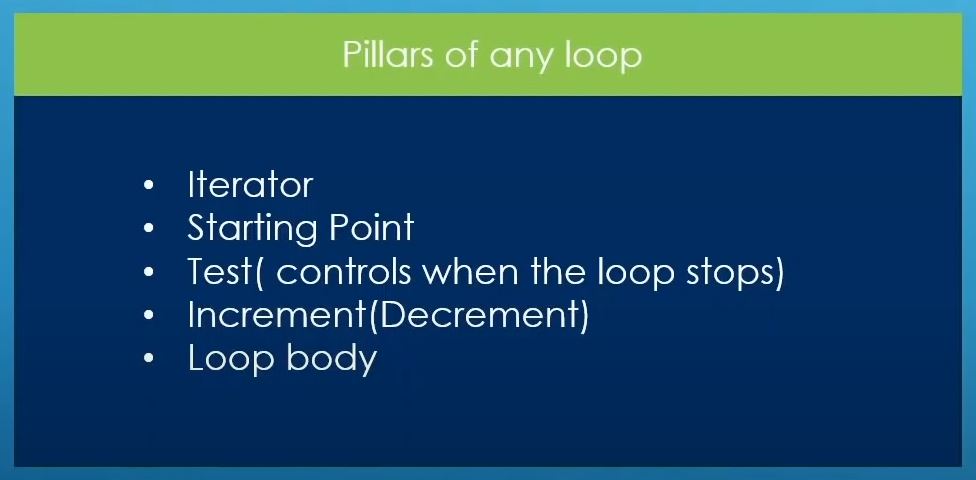 Pillars of any loop
• Iterator
• Starting Point
• Test( controls when the loop stops)
• Increment(Decrement)
• Loop body